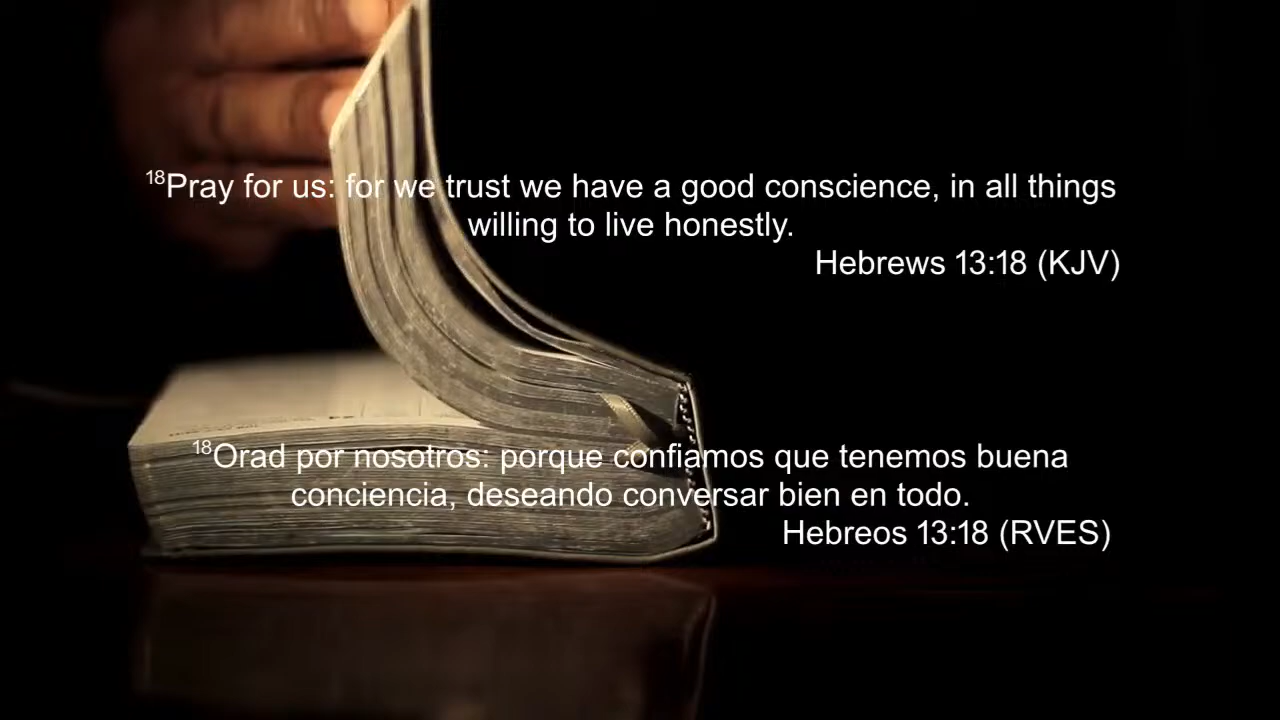 18Pray for us: for we trust we have a good conscience, in all things
willing to live honestly.
Hebrews 13:18 (KJV)
18Orad por nosotros: porque confiamos que tenemos buena
conciencia, deseando conversar bien en todo.
Hebreos 13:18 (RVES)